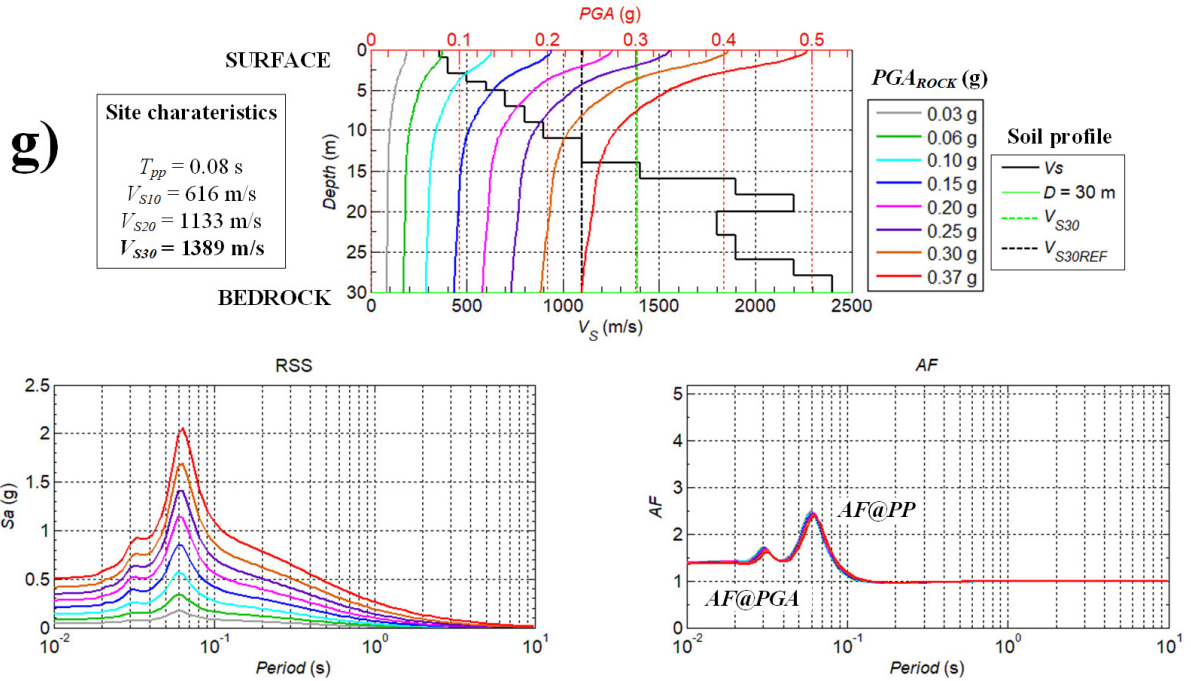 g)
Site charateristics
Tpp = 0.08 s
VS10 = 616 m/s
VS20 = 1133 m/s
VS30 = 1389 m/s
PGA (g)
0 0.1 0.2 0.3 0.4 0.5
SURFACE
BEDROCK
Depth (m)
0
5
10
15
20
25
30
0 500 1000 1500 2000 2500
VS (m/s)
PGAROCK (g)
0.03 g
0.06 g
0.10 g
0.15 g
0.20 g
0.25 g
0.30 g
0.37 g
Soil profile
Vs
D = 30 m
VS30
VS30REF
RSS
Sa (g)
2.5
2
1.5
1
0.5
0
10-2 10-1 100 101
Period (s)
AF
AF
5
4
3
2
1
0
AF@PP
AF@PGA
10-2 10-1 100 101
Period (s)